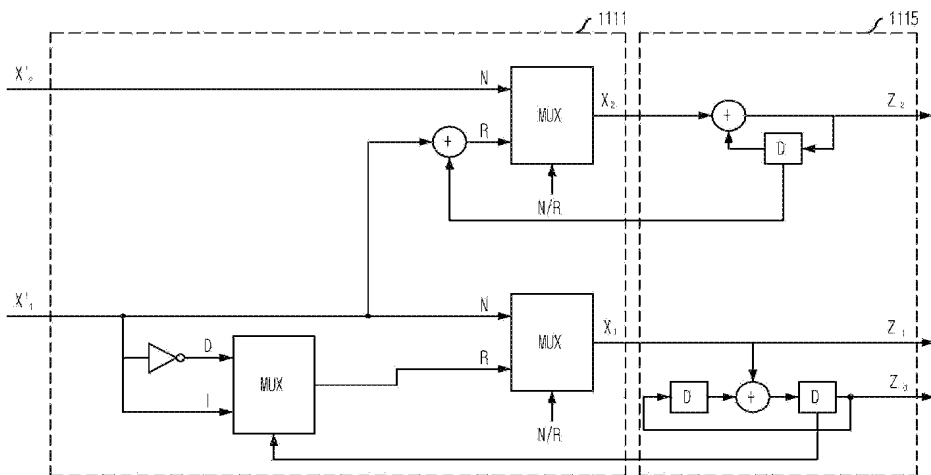 1111
1115
X'₂
N
MUX
X₂
+
Z₂
+
R
D
N/R
X'₁
N
MUX
X₁
Z₁
D
MUX
R
I
D
+
D
Z₀
N/R